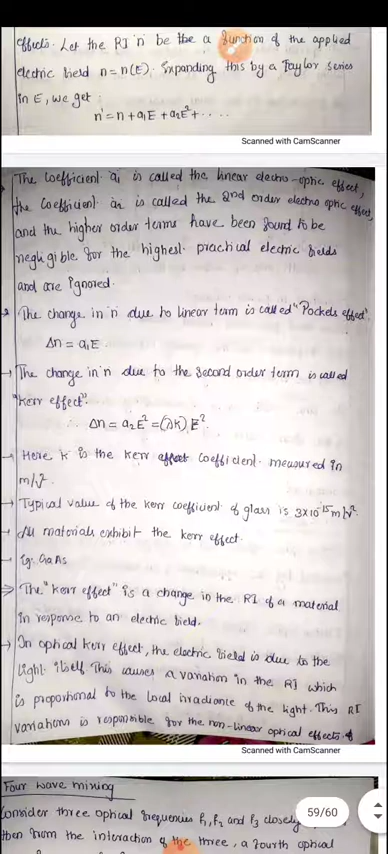 effects. Let the RI 'n' be the a function of the applied
electric field n=n(E). Expanding this by a Taylor series
in E, we get
n' = n + a₁E + a₂E² + ....
Scanned with CamScanner
The coefficient a₁ is called the linear electro-optic effect,
the coefficient a₂ is called the 2nd order electro optic effect,
and the higher order terms have been found to be
negligible for the highest practical electric fields
and are ignored.
The change in 'n' due to linear term is called "Pockels effect".
Δn = a₁E
→ The change in 'n' due to the second order term is called
"Kerr effect".
∴ Δn = a₂E² = (λK) E²
→ Here K is the Kerr effect coefficient measured in
m/v².
→ Typical value of the Kerr coefficient of glass is 3x10⁻¹⁵ m/v²
→ All materials exhibit the Kerr effect.
→ Eg: GaAs
⇒ The "Kerr effect" is a change in the RI of a material
in response to an electric field.
→ In optical Kerr effect, the electric field is due to the
light itself. This causes a variation in the RI which
is proportional to the local irradiance of the light. This RI
variations is responsible for the non-linear optical effects of
Scanned with CamScanner
Four wave mixing
Consider three optical frequencies f₁, f₂ and f₃ closely
59/60
then from the interaction of the three, a fourth optical